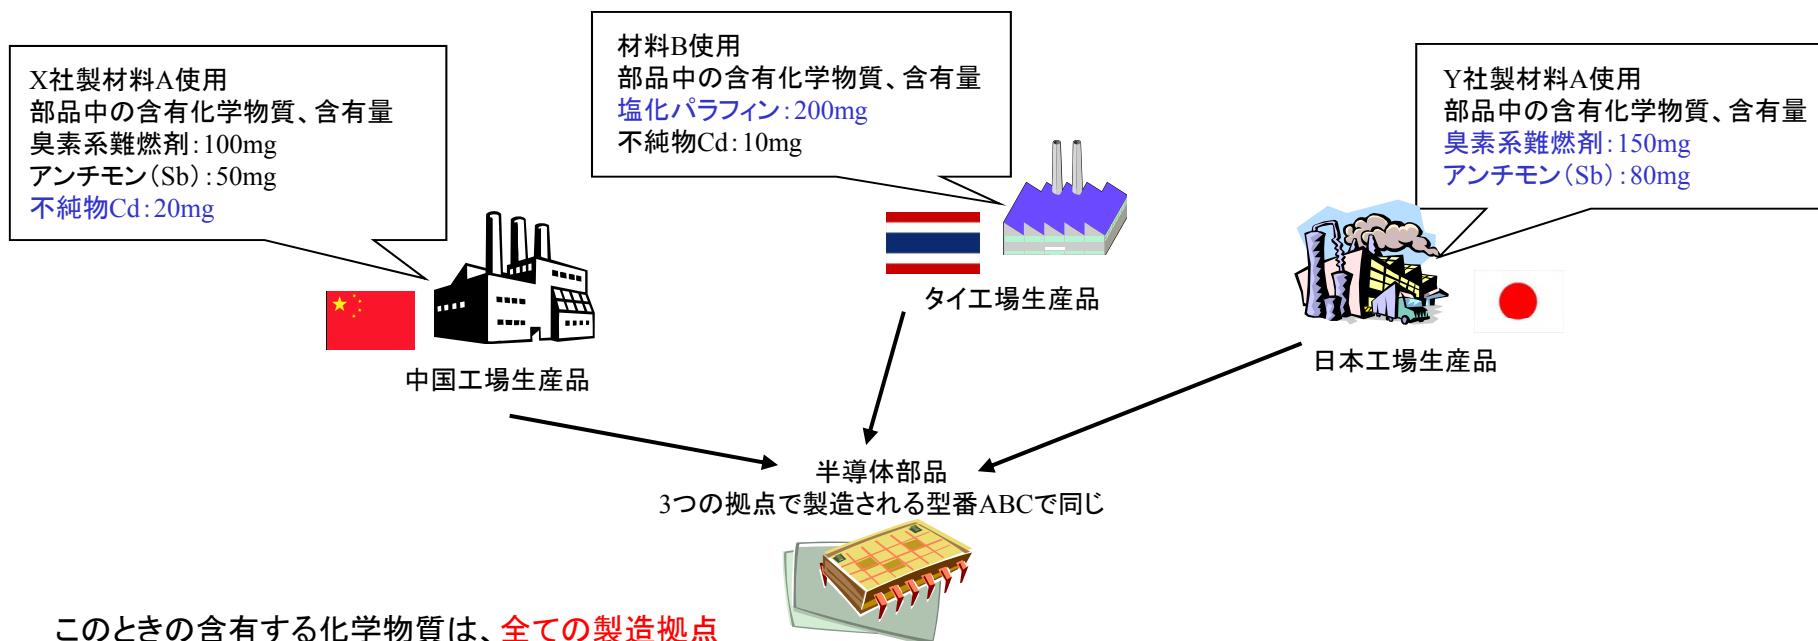 X社製材料A使用
部品中の含有化学物質、含有量
臭素系難燃剤：100mg
アンチモン（Sb）：50mg
不純物Cd：20mg
材料B使用
部品中の含有化学物質、含有量
塩化パラフィン：200mg
不純物Cd：10mg
Y社製材料A使用
部品中の含有化学物質、含有量
臭素系難燃剤：150mg
アンチモン（Sb）：80mg
中国工場生産品
タイ工場生産品
日本工場生産品
半導体部品
3つの拠点で製造される型番ABCで同じ
このときの含有する化学物質は、全ての製造拠点